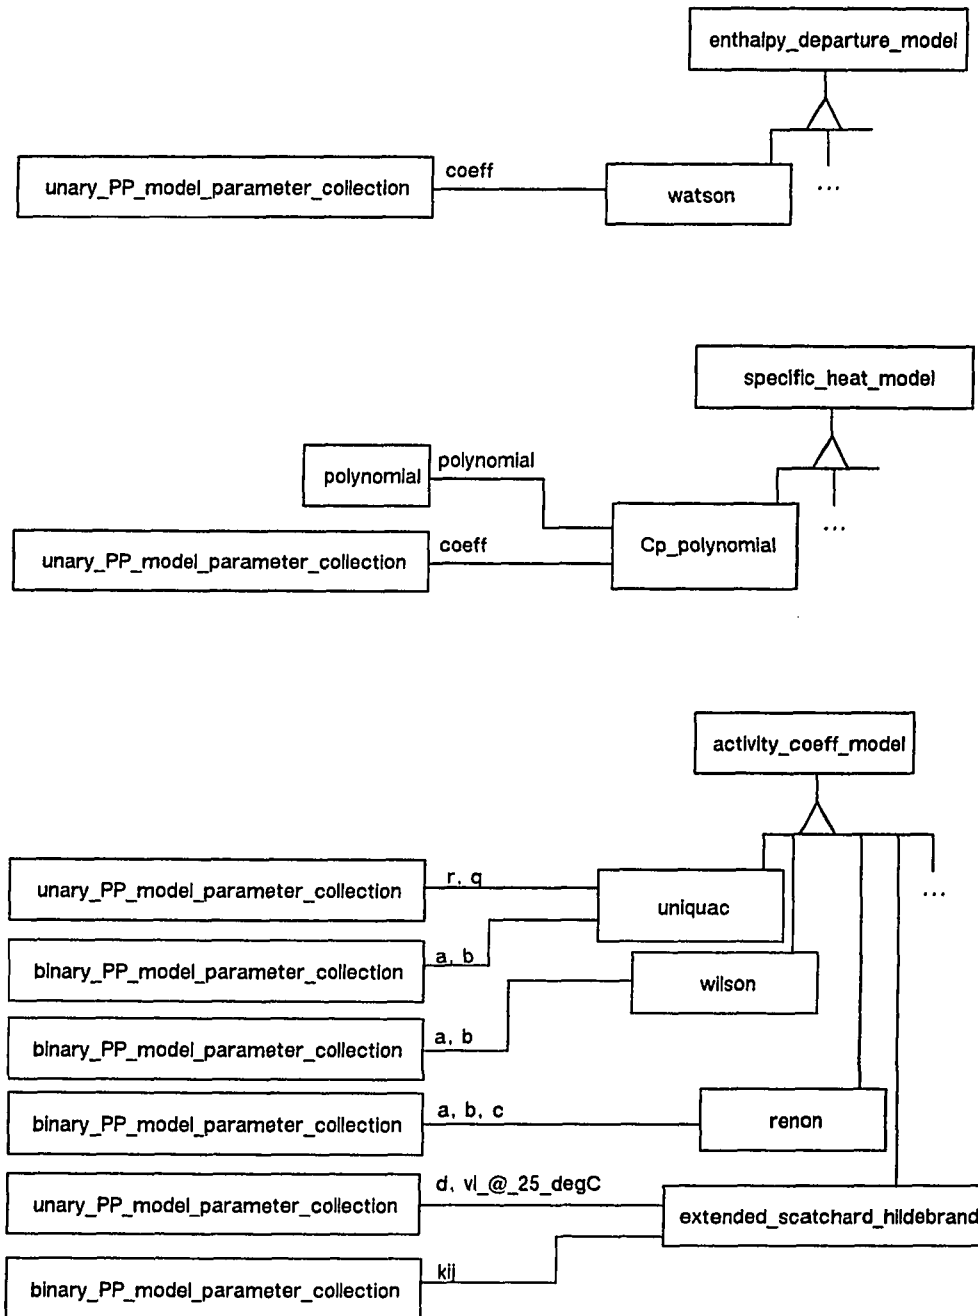 enthalpy_departure_model
unary_PP_model_parameter_collection
coeff
watson
...
specific_heat_model
polynomial
polynomial
unary_PP_model_parameter_collection
coeff
Cp_polynomial
...
activity_coeff_model
unary_PP_model_parameter_collection
r, q
uniquac
...
binary_PP_model_parameter_collection
a, b
wilson
binary_PP_model_parameter_collection
a, b
binary_PP_model_parameter_collection
a, b, c
renon
unary_PP_model_parameter_collection
d, vl_@_25_degC
extended_scatchard_hildebrand
binary_PP_model_parameter_collection
kij